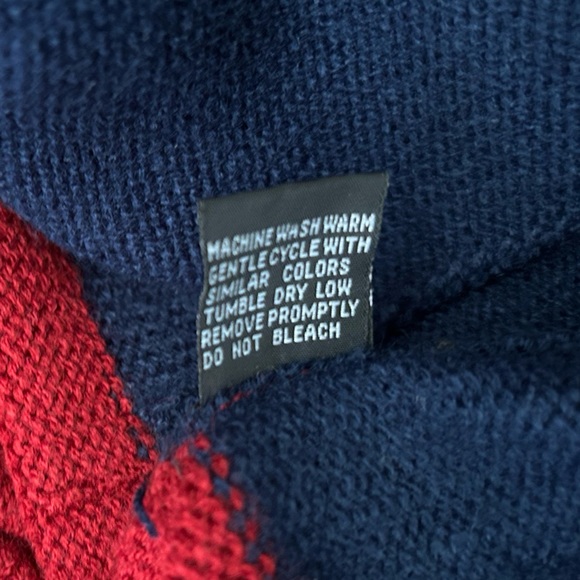 MACHINE WASH WARM
GENTLE CYCLE WITH
SIMILAR COLORS
TUMBLE DRY LOW
REMOVE PROMPTLY
DO NOT BLEACH